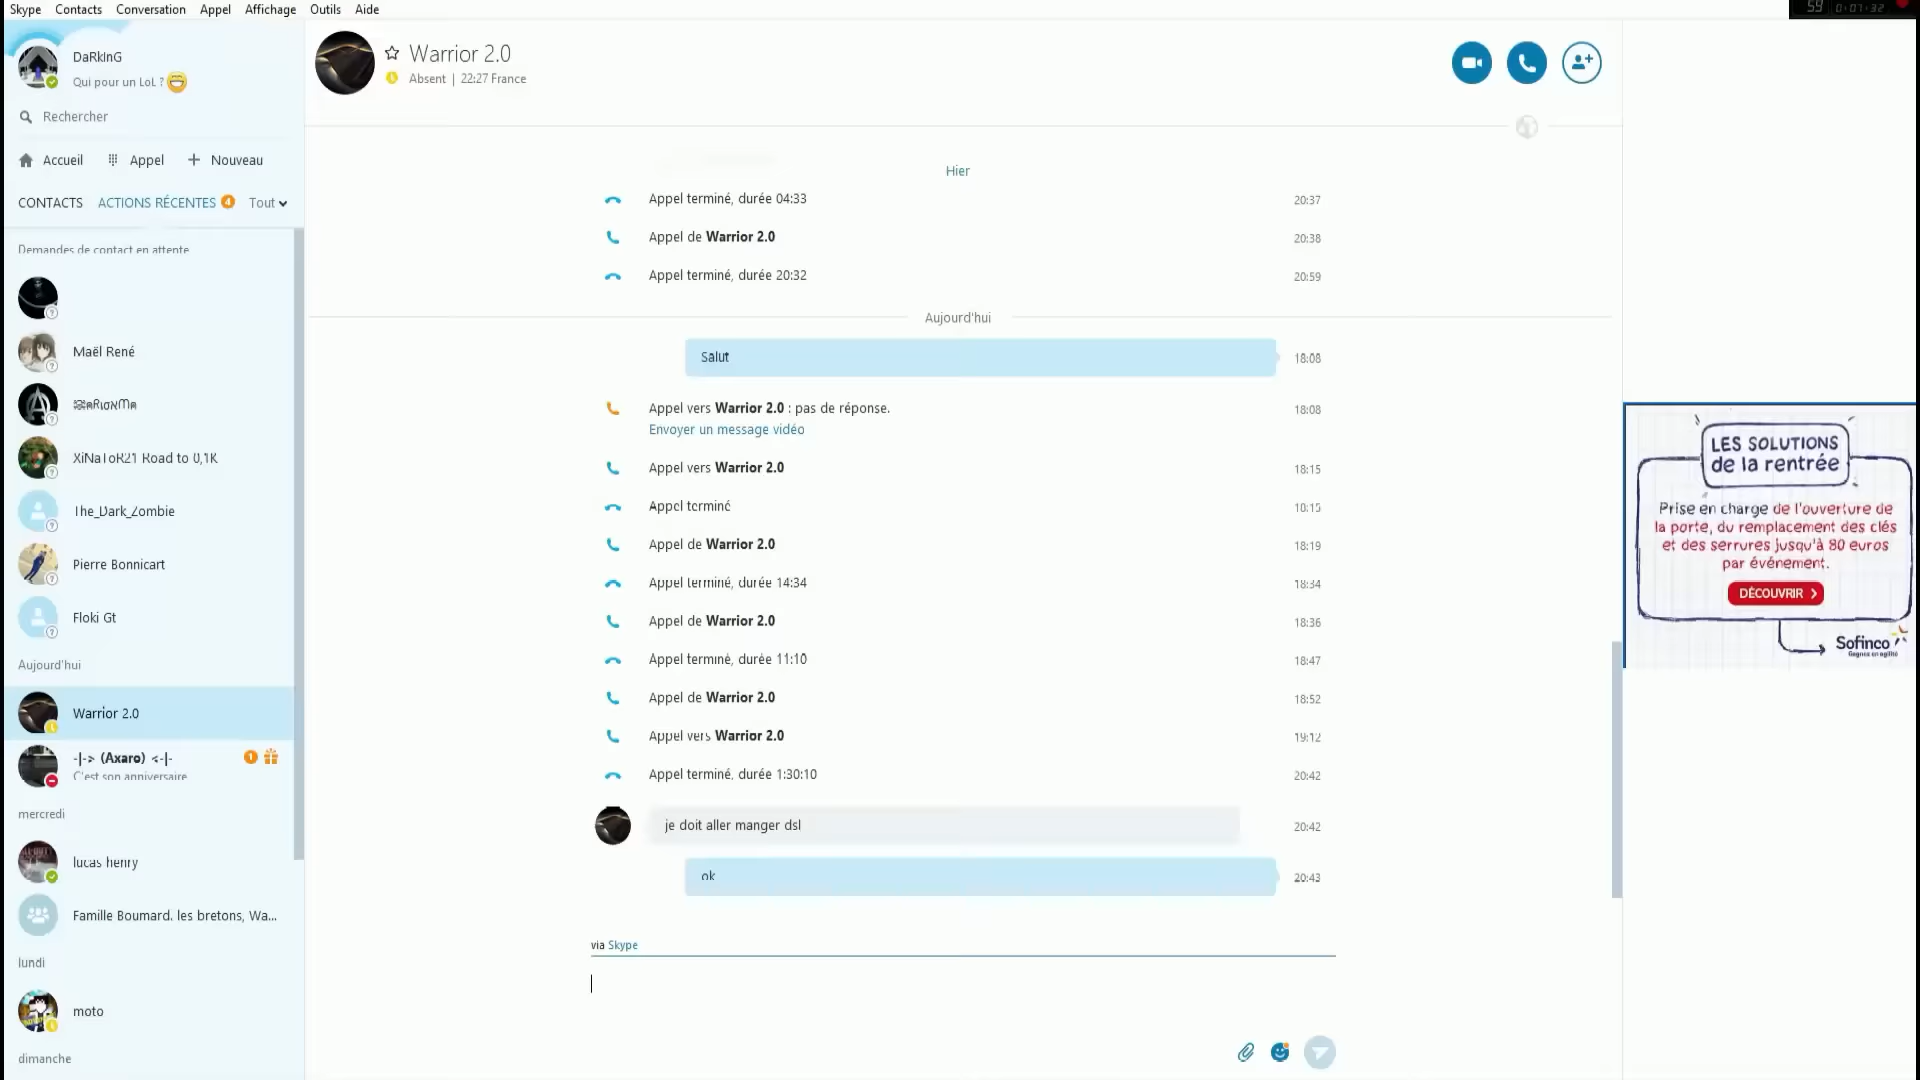 Skype Contacts Conversation Appel Affichage Outils Aide
59 0:07:32
DaRkInG
Qui pour un LoL ?
Rechercher
Accueil Appel Nouveau
CONTACTS ACTIONS RÉCENTES 4 Tout
Demandes de contact en attente
Maël René
XiNaToR21 Road to 0,1K
The_Dark_Zombie
Pierre Bonnicart
Floki Gt
Aujourd'hui
Warrior 2.0
-|-> (Axaro) <-|- 1
C'est son anniversaire
mercredi
lucas henry
Famille Boumard. les bretons, Wa...
lundi
moto
dimanche
Warrior 2.0
Absent | 22:27 France
Hier
Appel terminé, durée 04:33 20:37
Appel de Warrior 2.0 20:38
Appel terminé, durée 20:32 20:59
Aujourd'hui
Salut 18:08
Appel vers Warrior 2.0 : pas de réponse. 18:08
Envoyer un message vidéo
Appel vers Warrior 2.0 18:15
Appel terminé 18:15
Appel de Warrior 2.0 18:19
Appel terminé, durée 14:34 18:34
Appel de Warrior 2.0 18:36
Appel terminé, durée 11:10 18:47
Appel de Warrior 2.0 18:52
Appel vers Warrior 2.0 19:12
Appel terminé, durée 1:30:10 20:42
je doit aller manger dsl 20:42
ok 20:43
via Skype
LES SOLUTIONS
de la rentrée
Prise en charge de l'ouverture de
la porte, du remplacement des clés
et des serrures jusqu'à 80 euros
par événement.
DÉCOUVRIR
Sofinco
Gagnez en agilité